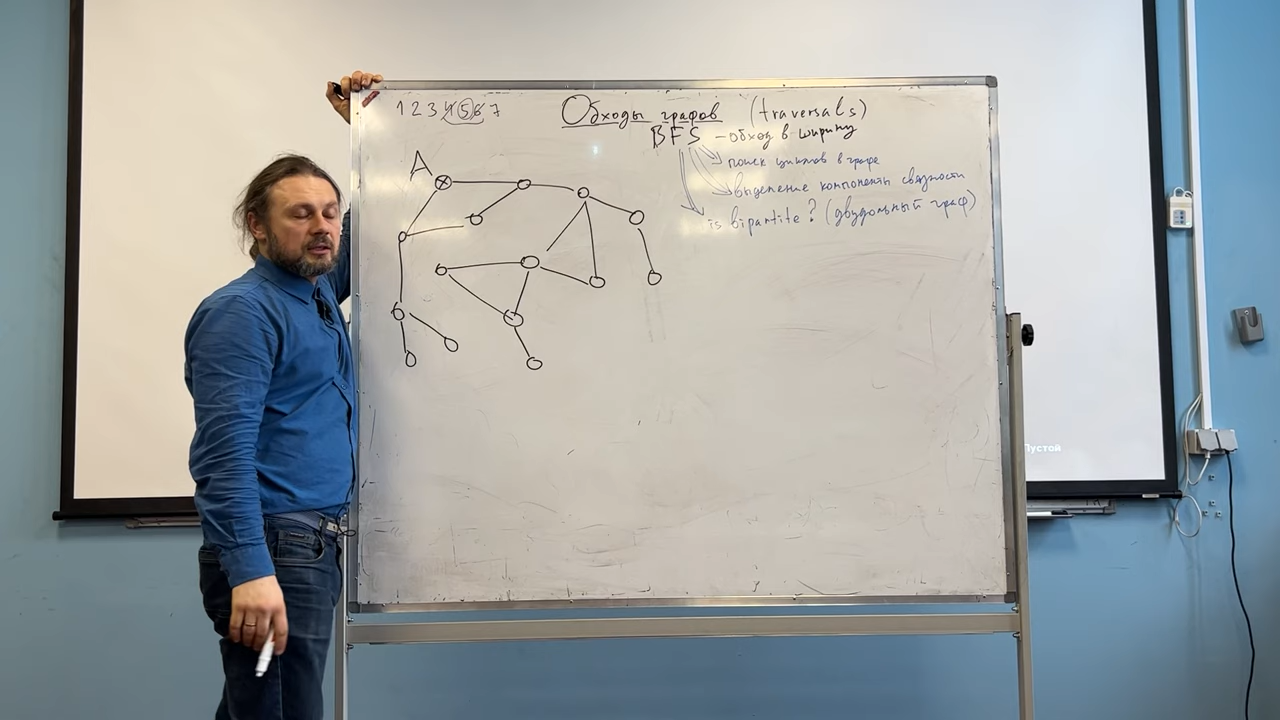 1 2 3 4 5 6 7
Обходы графов (traversals)
BFS - обход в ширину
поиск циклов в графе
выделение компоненты связности
is bipartite? (двудольный граф)
A
Пустой